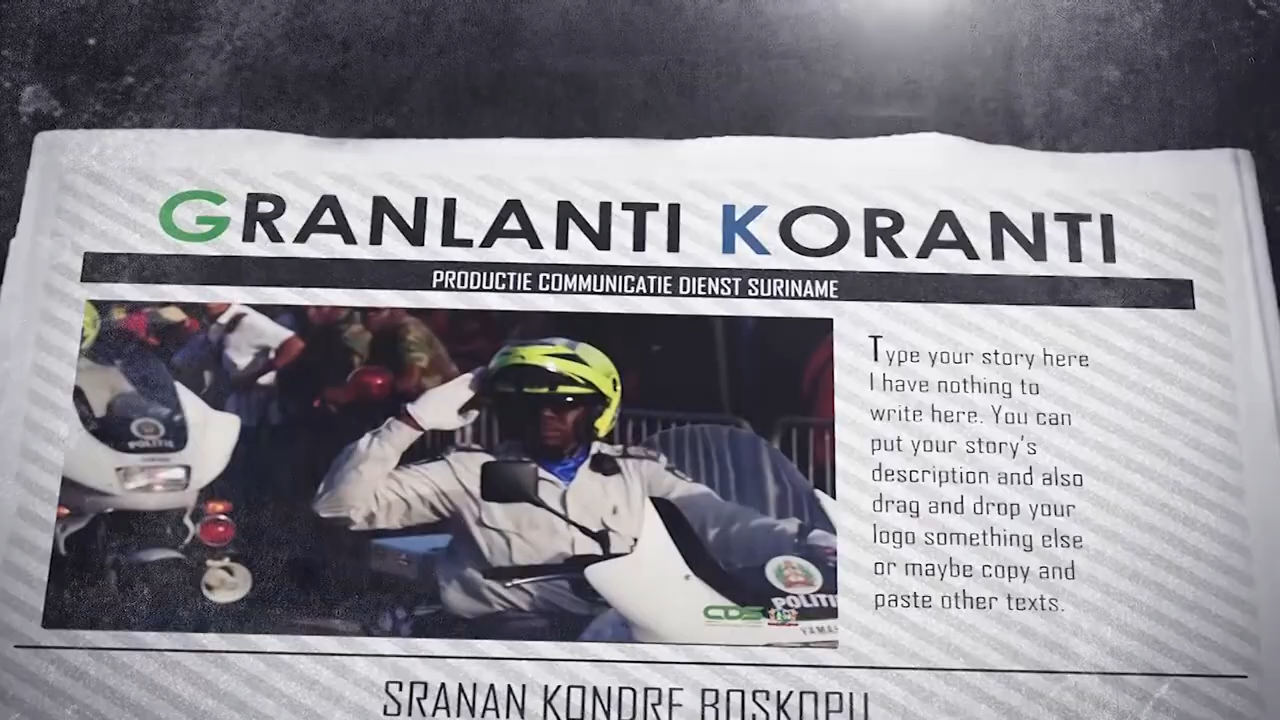 GRANLANTI KORANTI
PRODUCTIE COMMUNICATIE DIENST SURINAME
Type your story here
I have nothing to
write here. You can
put your story's
description and also
drag and drop your
logo something else
or maybe copy and
paste other texts.
POLITIE
CDS
POLITI
YAMA
SRANAN KONDRE BOSKOPU